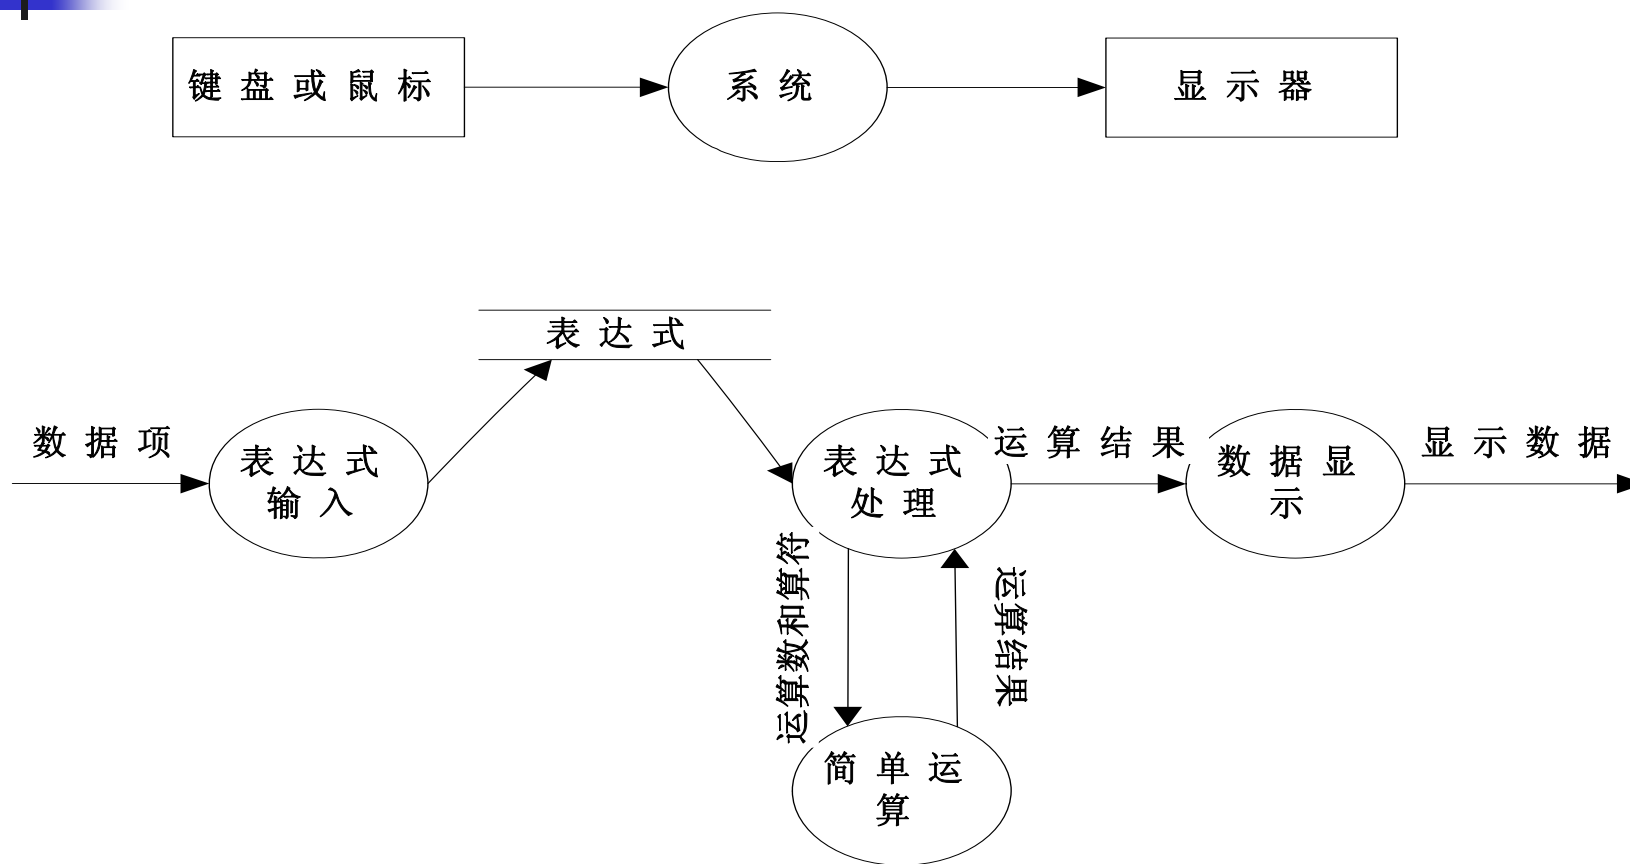 键盘或鼠标
系统
显示器
表达式
数据项
表达式
输入
表达式
处理
运算结果
数据显
示
显示数据
运算数和算符
运算结果
简单运
算